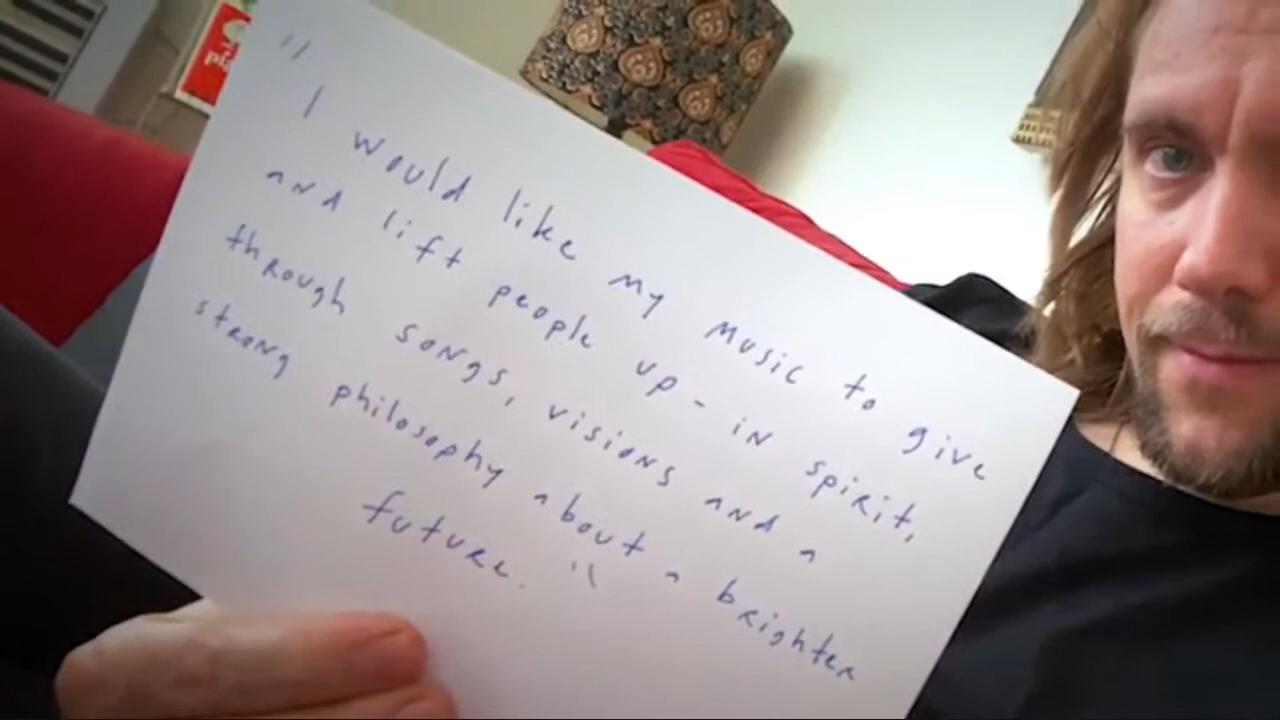 "
I would like my music to give
and lift people up - in spirit,
through songs, visions and a
strong philosophy about a brighter
future."